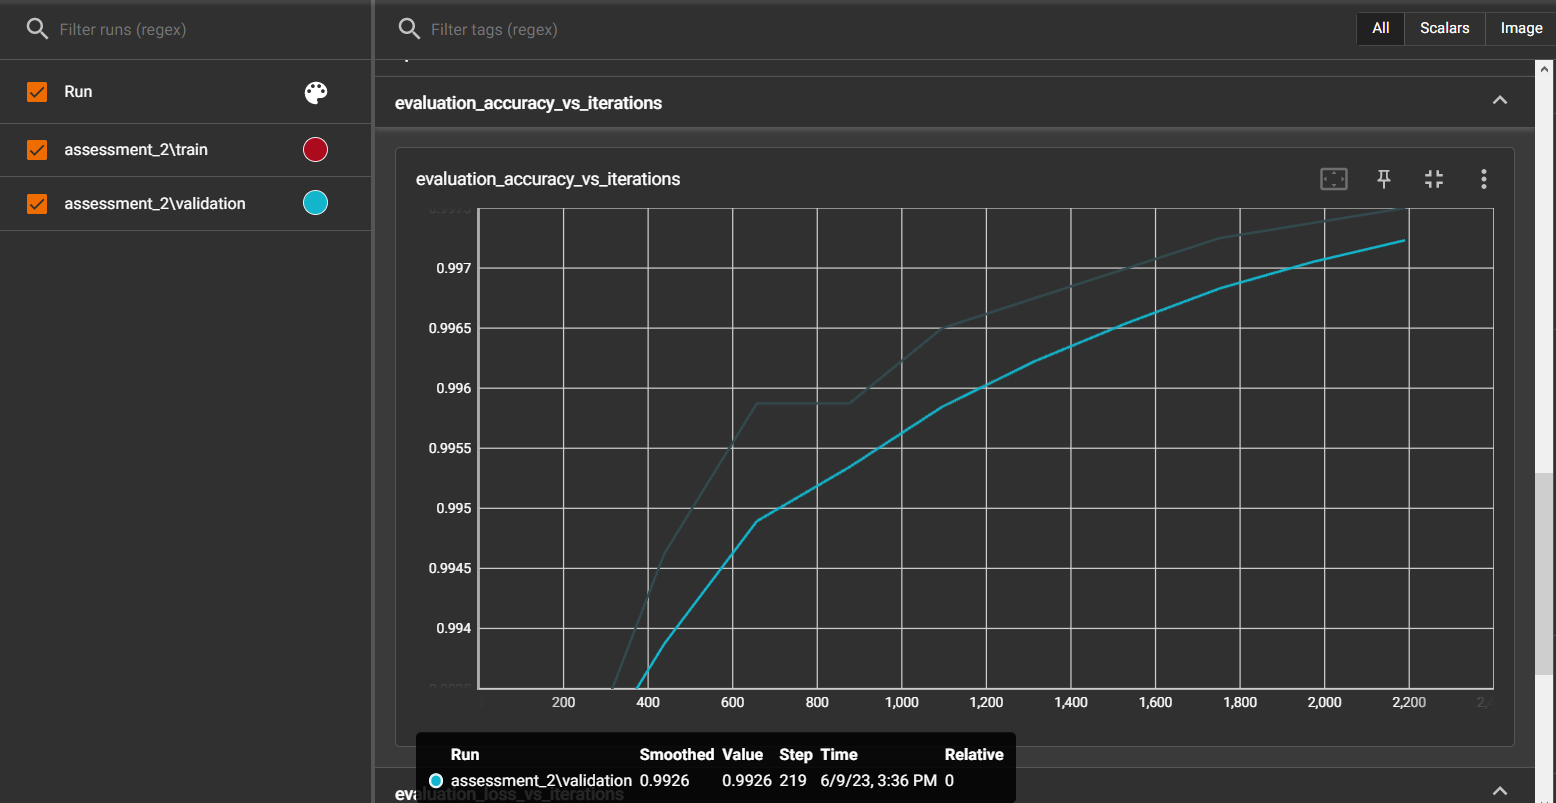 Filter runs (regex)
Filter tags (regex)
All
Scalars
Image
Run
assessment_2\train
assessment_2\validation
evaluation_accuracy_vs_iterations
evaluation_accuracy_vs_iterations
0.997
0.9965
0.996
0.9955
0.995
0.9945
0.994
200 400 600 800 1,000 1,200 1,400 1,600 1,800 2,000 2,200
Run Smoothed Value Step Time Relative
assessment_2\validation 0.9926 0.9926 219 6/9/23, 3:36 PM 0
evaluation_loss_vs_iterations